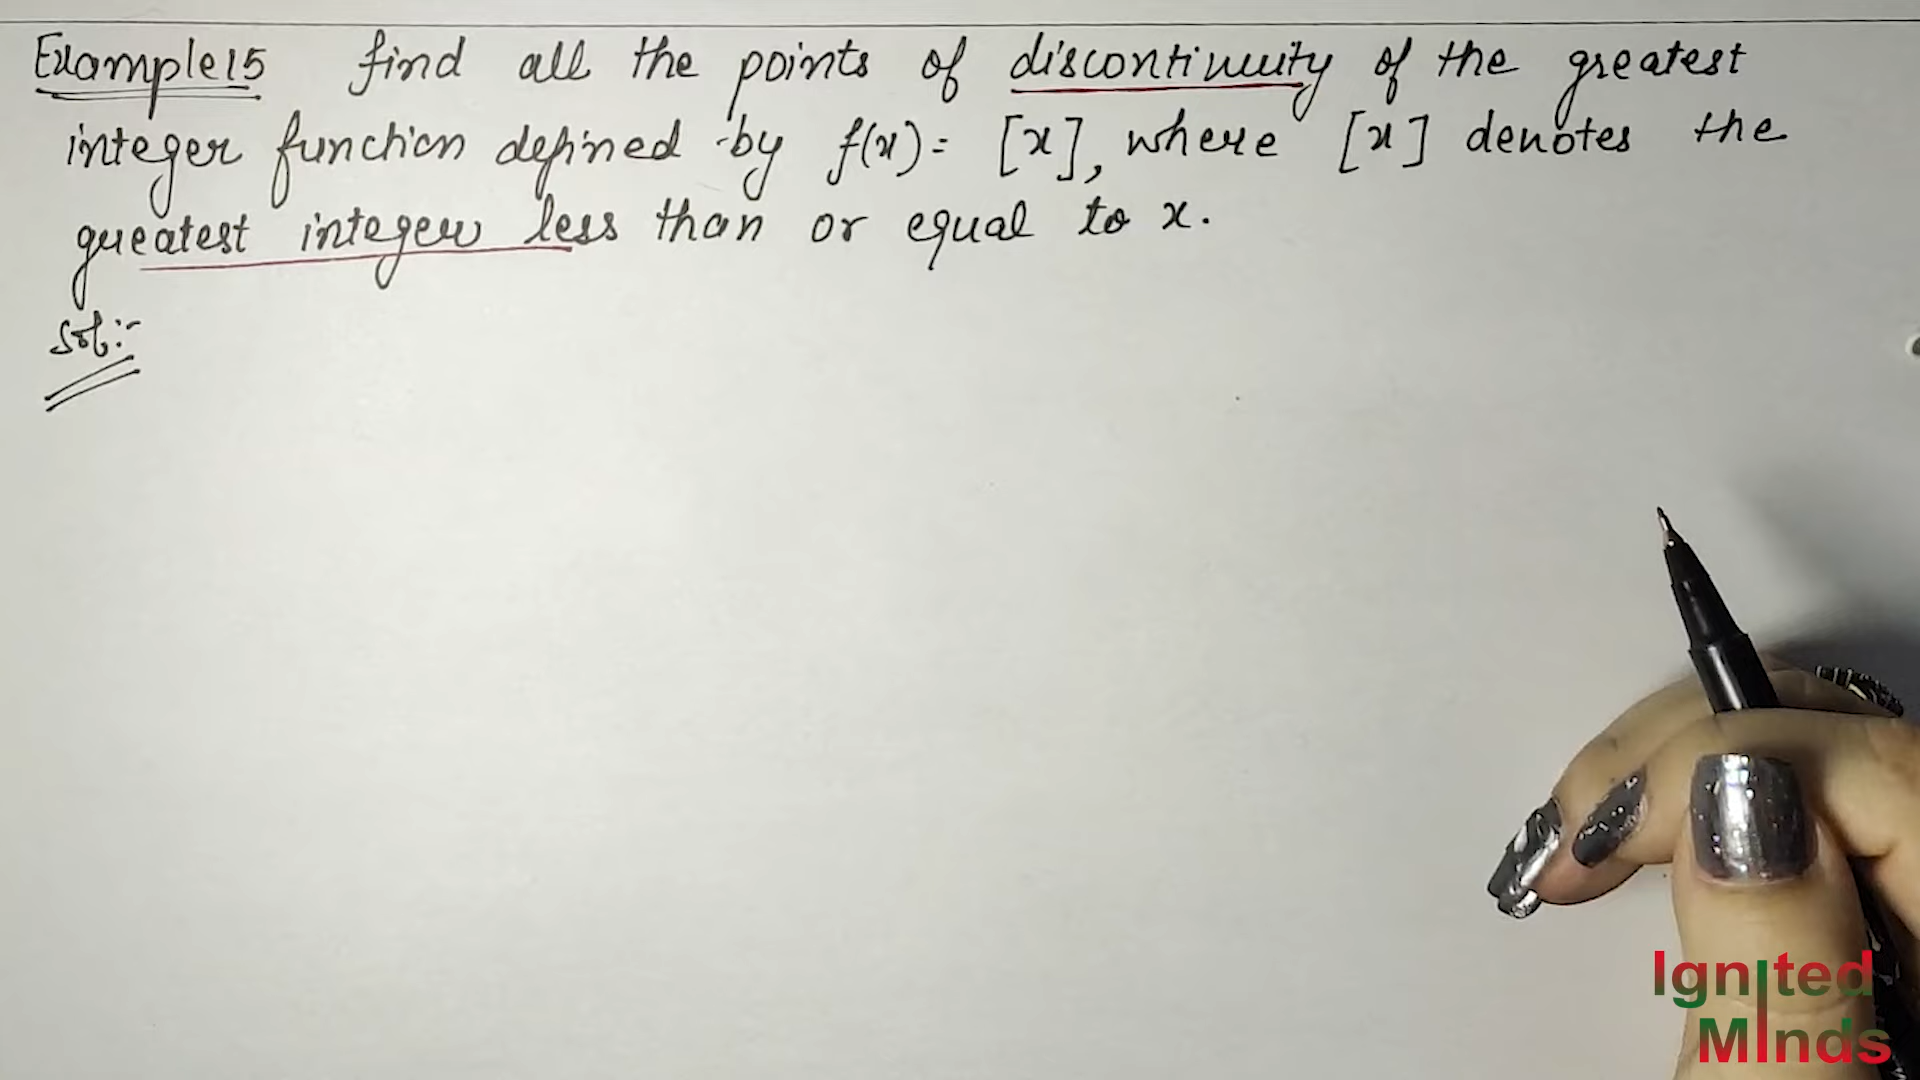 Example 15 find all the points of discontinuity of the greatest
integer function defined by f(x) = [x], where [x] denotes the
greatest integer less than or equal to x.
Sol:-
Ignited
Minds